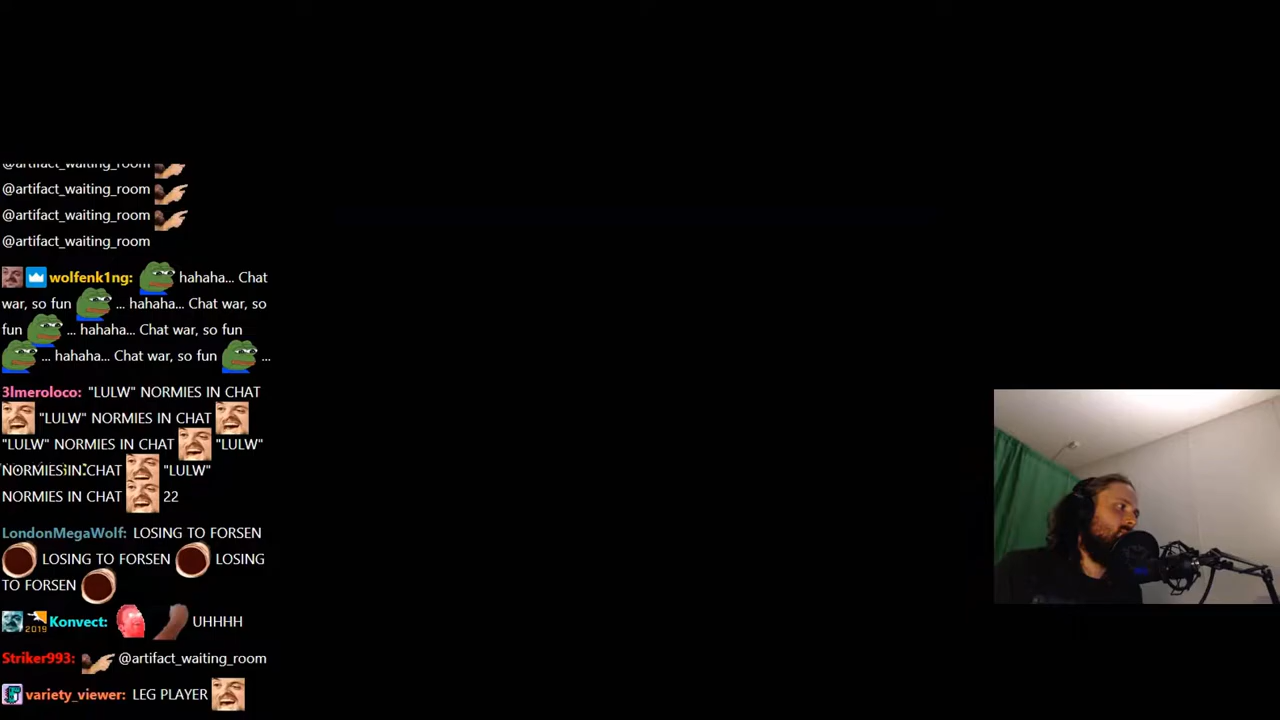 @artifact_waiting_room
@artifact_waiting_room
@artifact_waiting_room
@artifact_waiting_room
wolfenk1ng: hahaha... Chat
war, so fun ... hahaha... Chat war, so
fun ... hahaha... Chat war, so fun
... hahaha... Chat war, so fun ...
3lmeroloco: "LULW" NORMIES IN CHAT
"LULW" NORMIES IN CHAT
"LULW" NORMIES IN CHAT "LULW"
NORMIES IN CHAT "LULW"
NORMIES IN CHAT 22
LondonMegaWolf: LOSING TO FORSEN
LOSING TO FORSEN LOSING
TO FORSEN
2019 Konvect: UHHHH
Striker993: @artifact_waiting_room
variety_viewer: LEG PLAYER